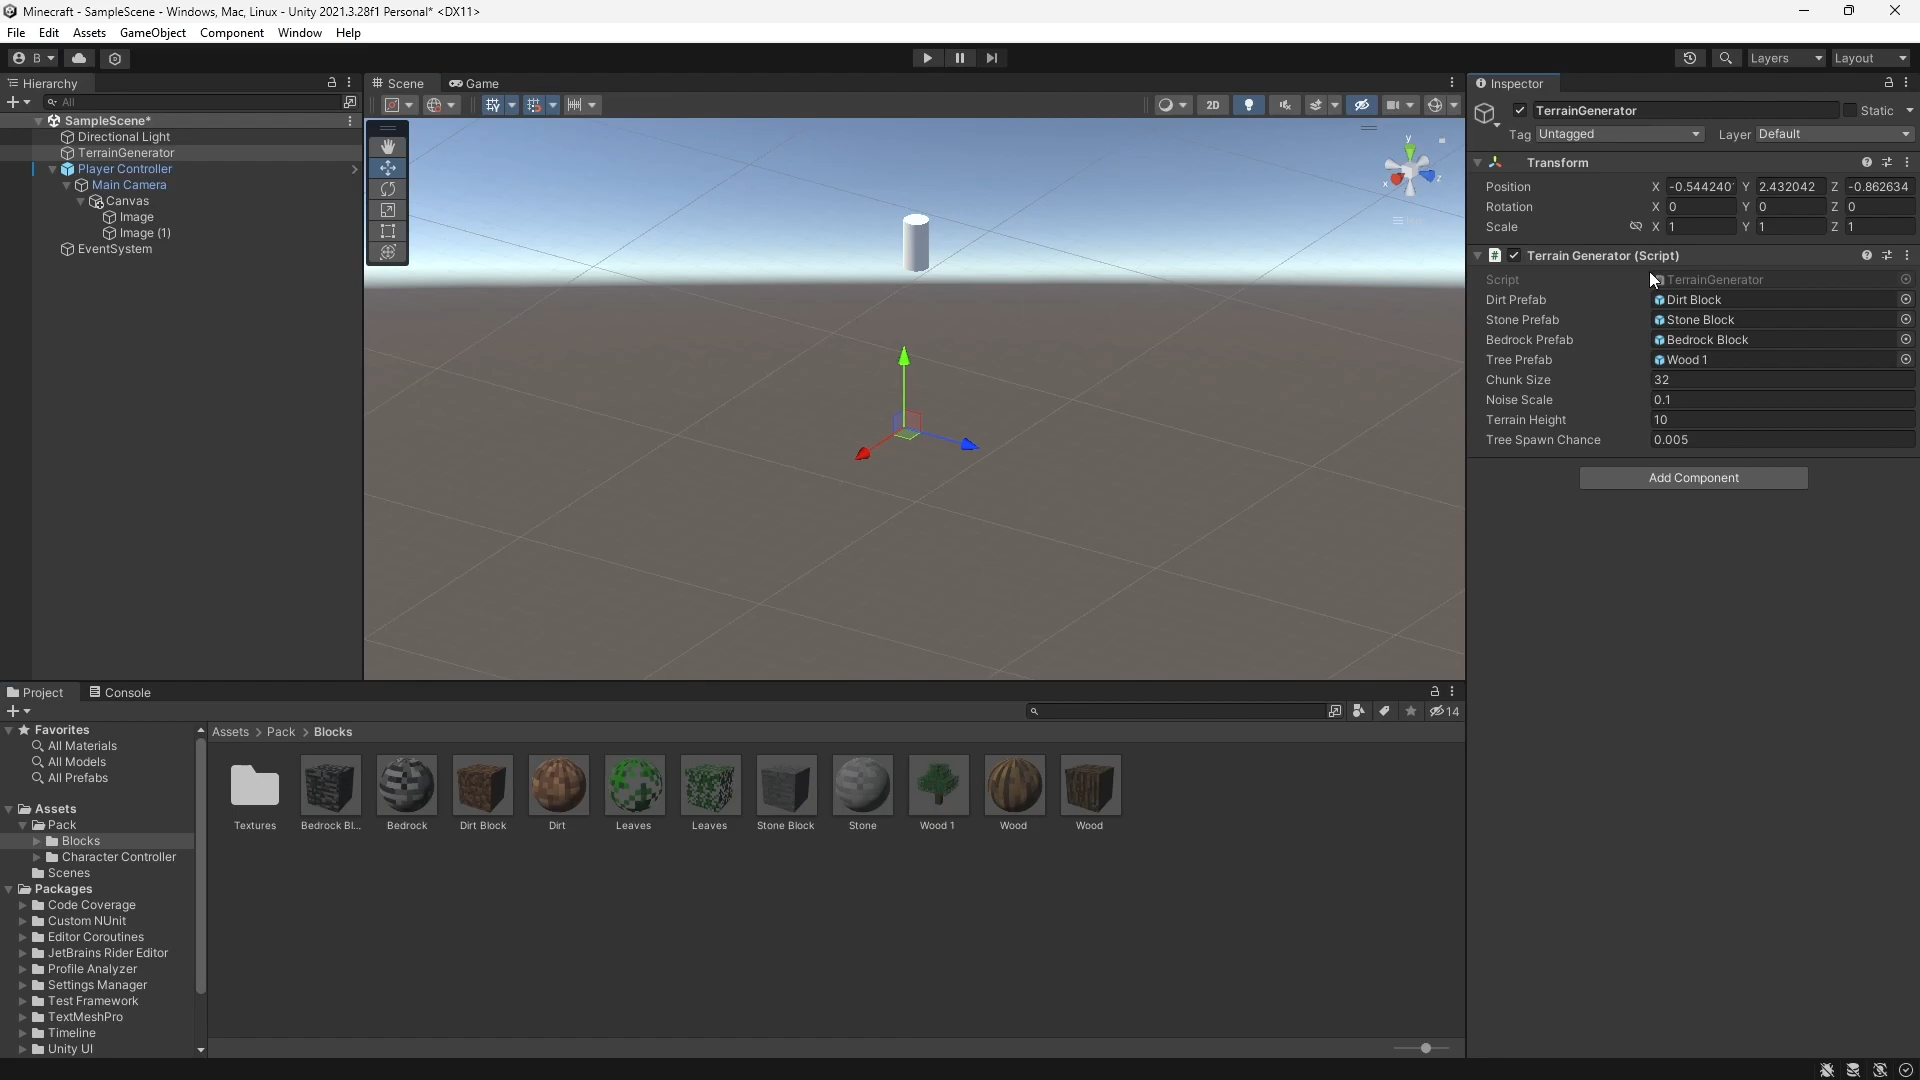 Minecraft - SampleScene - Windows, Mac, Linux - Unity 2021.3.28f1 Personal* <DX11>
File Edit Assets GameObject Component Window Help
B Layers Layout
Hierarchy
All
SampleScene*
Directional Light
TerrainGenerator
Player Controller
Main Camera
Canvas
Image
Image (1)
EventSystem
Scene Game
2D
y
x
z
Inspector
TerrainGenerator Static
Tag Untagged Layer Default
Transform
Position X -0.544240 Y 2.432042 Z -0.862634
Rotation X 0 Y 0 Z 0
Scale X 1 Y 1 Z 1
Terrain Generator (Script)
Script TerrainGenerator
Dirt Prefab Dirt Block
Stone Prefab Stone Block
Bedrock Prefab Bedrock Block
Tree Prefab Wood 1
Chunk Size 32
Noise Scale 0.1
Terrain Height 10
Tree Spawn Chance 0.005
Add Component
Project Console
14
Favorites
All Materials
All Models
All Prefabs
Assets
Pack
Blocks
Character Controller
Scenes
Packages
Code Coverage
Custom NUnit
Editor Coroutines
JetBrains Rider Editor
Profile Analyzer
Settings Manager
Test Framework
TextMeshPro
Timeline
Unity UI
Assets > Pack > Blocks
Textures Bedrock Bl... Bedrock Dirt Block Dirt Leaves Leaves Stone Block Stone Wood 1 Wood Wood